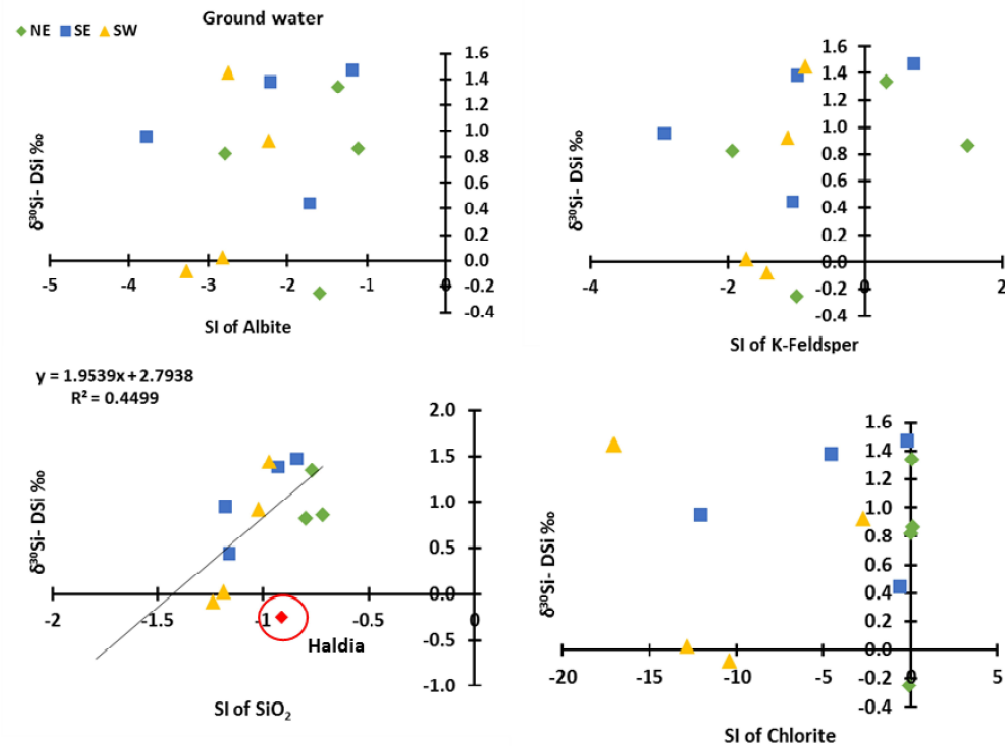 Ground water
NE SE SW
δ³⁰Si- DSi ‰
1.6
1.4
1.2
1.0
0.8
0.6
0.4
0.2
0.0
-0.2
-0.4
-5 -4 -3 -2 -1 0
SI of Albite
δ³⁰Si- DSi ‰
1.6
1.4
1.2
1.0
0.8
0.6
0.4
0.2
0.0
-0.2
-0.4
-4 -2 0 2
SI of K-Feldsper
y = 1.9539x + 2.7938
R² = 0.4499
δ³⁰Si- DSi ‰
2.0
1.5
1.0
0.5
0.0
-0.5
-1.0
-2 -1.5 -1 -0.5 0
Haldia
SI of SiO₂
δ³⁰Si- DSi ‰
1.6
1.4
1.2
1.0
0.8
0.6
0.4
0.2
0.0
-0.2
-0.4
-20 -15 -10 -5 0 5
SI of Chlorite